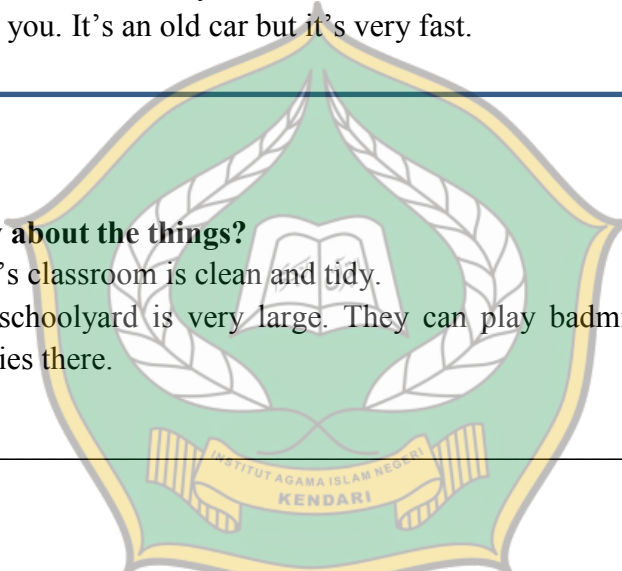 you. It’s an old car but it’s very fast.
about the things?
’s classroom is clean and tidy.
schoolyard is very large. They can play badm
ies there.
INSTITUT AGAMA ISLAM NEGERI
KENDARI